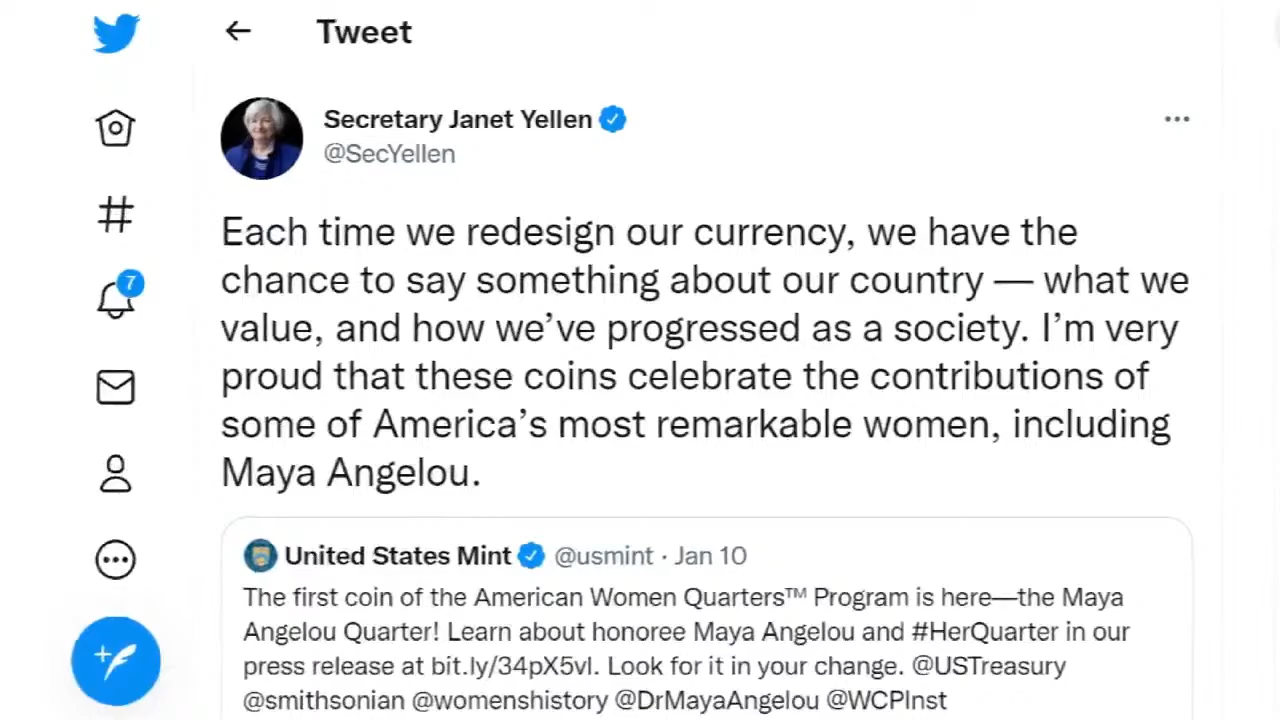 Tweet
Secretary Janet Yellen
@SecYellen
Each time we redesign our currency, we have the
chance to say something about our country — what we
value, and how we’ve progressed as a society. I’m very
proud that these coins celebrate the contributions of
some of America’s most remarkable women, including
Maya Angelou.
7
United States Mint @usmint · Jan 10
The first coin of the American Women Quarters™ Program is here—the Maya
Angelou Quarter! Learn about honoree Maya Angelou and #HerQuarter in our
press release at bit.ly/34pX5vl. Look for it in your change. @USTreasury
@smithsonian @womenshistory @DrMayaAngelou @WCPInst